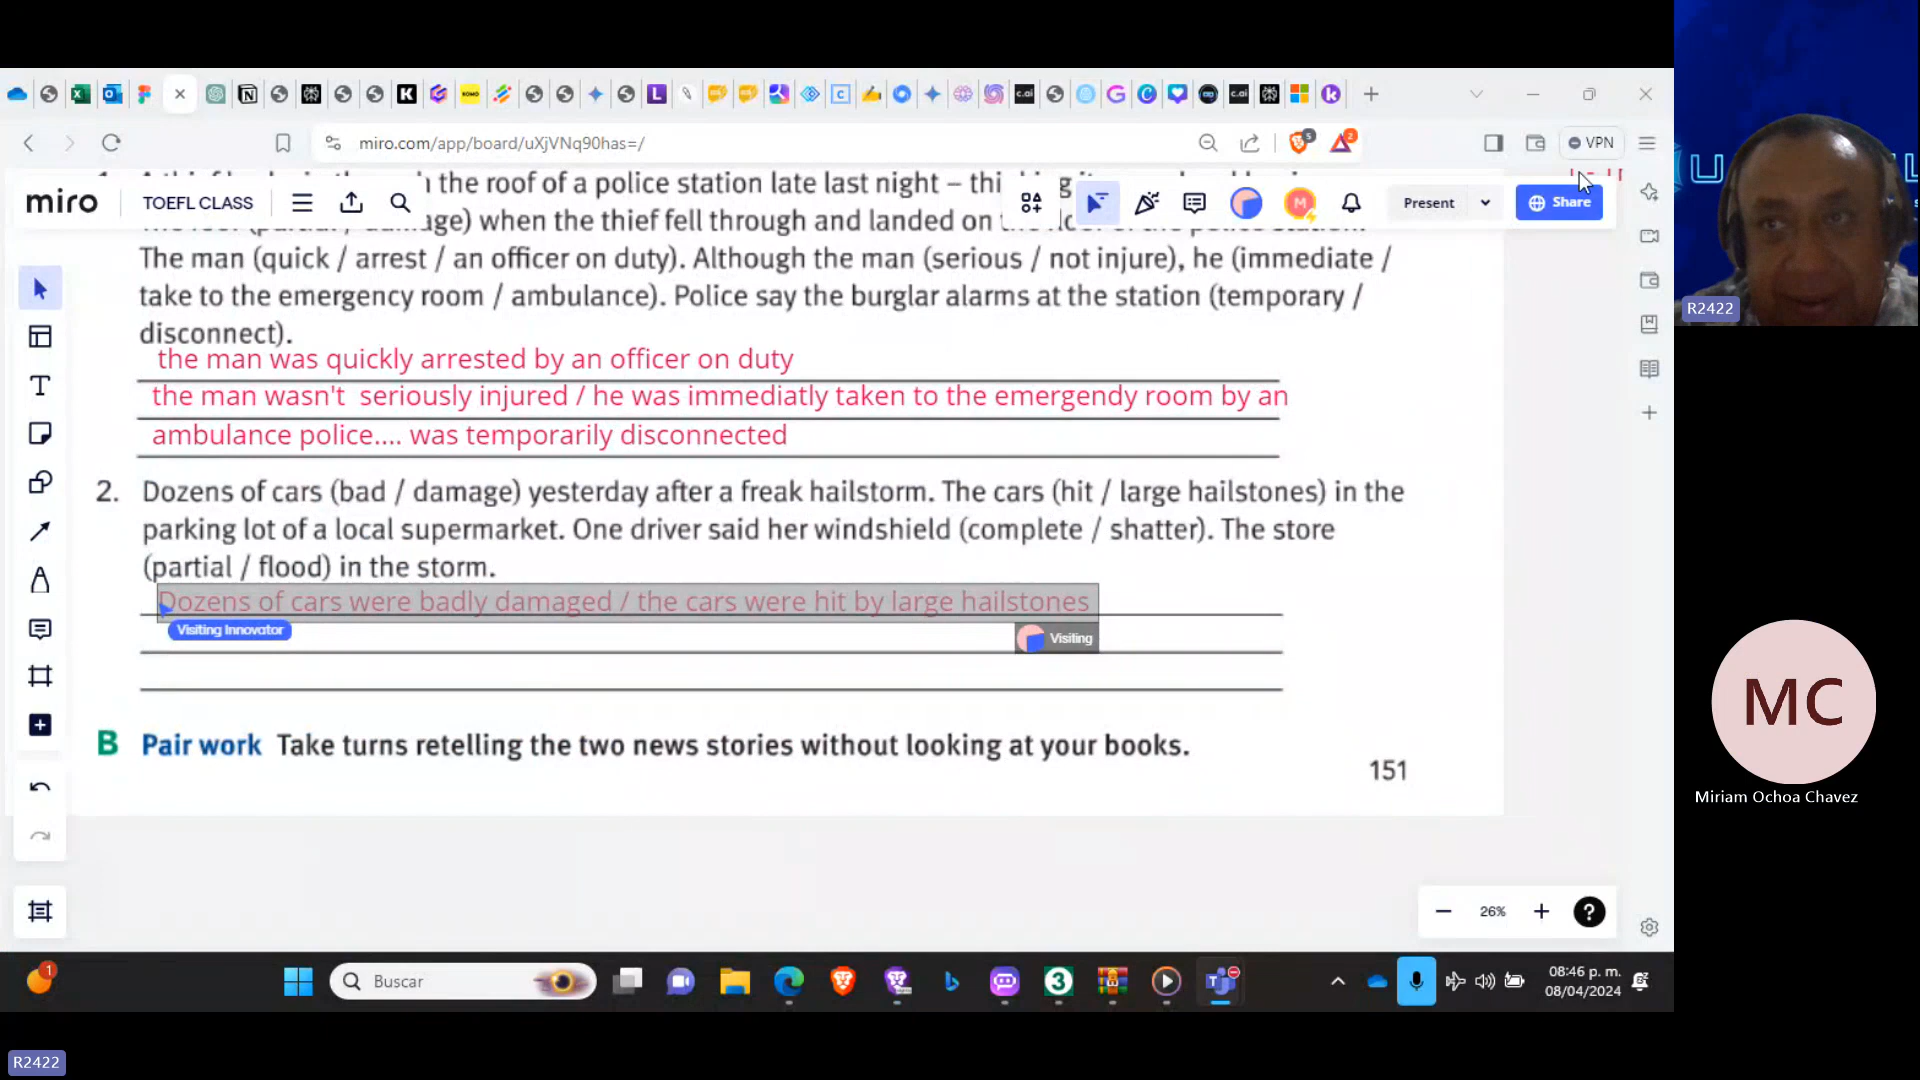 miro.com/app/board/uXjVNq90has=/
5
2
VPN
the roof of a police station late last night –
miro
TOEFL CLASS
M
Present
Share
when the thief fell through and landed on
The man (quick / arrest / an officer on duty). Although the man (serious / not injure), he (immediate /
take to the emergency room / ambulance). Police say the burglar alarms at the station (temporary /
disconnect).
the man was quickly arrested by an officer on duty
the man wasn't seriously injured / he was immediatly taken to the emergendy room by an
ambulance police.... was temporarily disconnected
2. Dozens of cars (bad / damage) yesterday after a freak hailstorm. The cars (hit / large hailstones) in the
parking lot of a local supermarket. One driver said her windshield (complete / shatter). The store
(partial / flood) in the storm.
Dozens of cars were badly damaged / the cars were hit by large hailstones
Visiting Innovator
Visiting
B Pair work Take turns retelling the two news stories without looking at your books.
151
26%
1
Buscar
08:46 p. m.
08/04/2024
R2422
MC
Miriam Ochoa Chavez
R2422